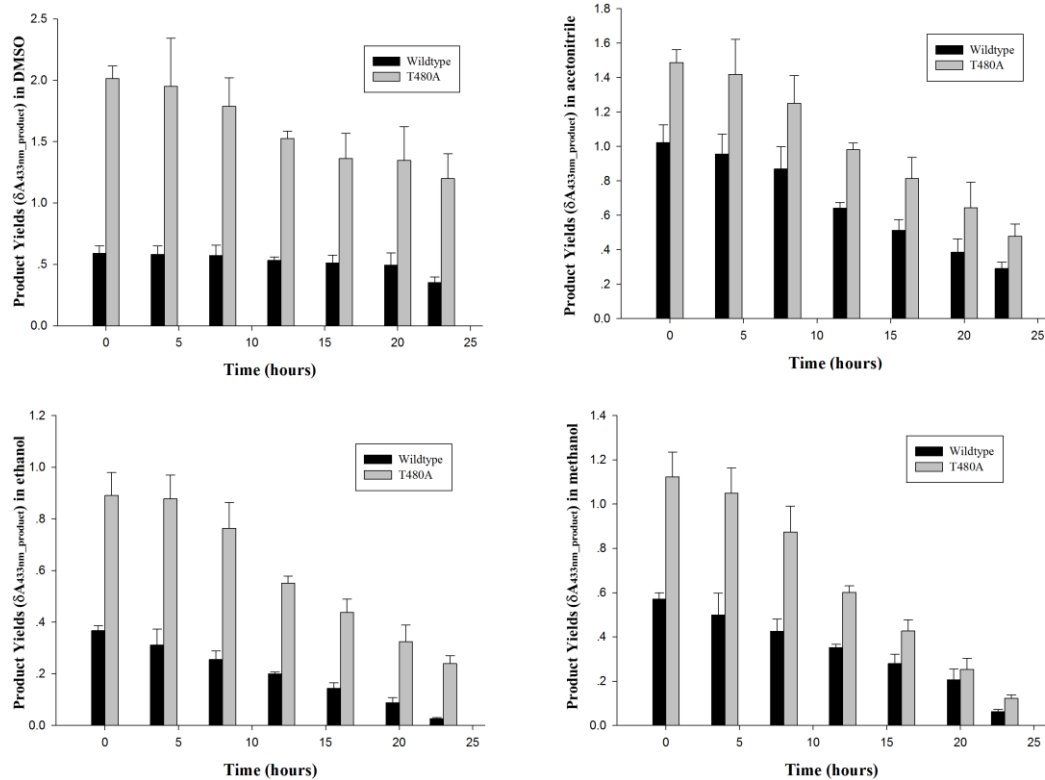 Product Yields (δA433nm_product) in DMSO
2.5
2.0
1.5
1.0
.5
0.0
Wildtype
T480A
0 5 10 15 20 25
Time (hours)
Product Yields (δA433nm_product) in acetonitrile
1.8
1.6
1.4
1.2
1.0
.8
.6
.4
.2
0.0
Wildtype
T480A
0 5 10 15 20 25
Time (hours)
Product Yields (δA433nm_product) in ethanol
1.2
1.0
.8
.6
.4
.2
0.0
Wildtype
T480A
0 5 10 15 20 25
Time (hours)
Product Yields (δA433nm_product) in methanol
1.4
1.2
1.0
.8
.6
.4
.2
0.0
Wildtype
T480A
0 5 10 15 20 25
Time (hours)